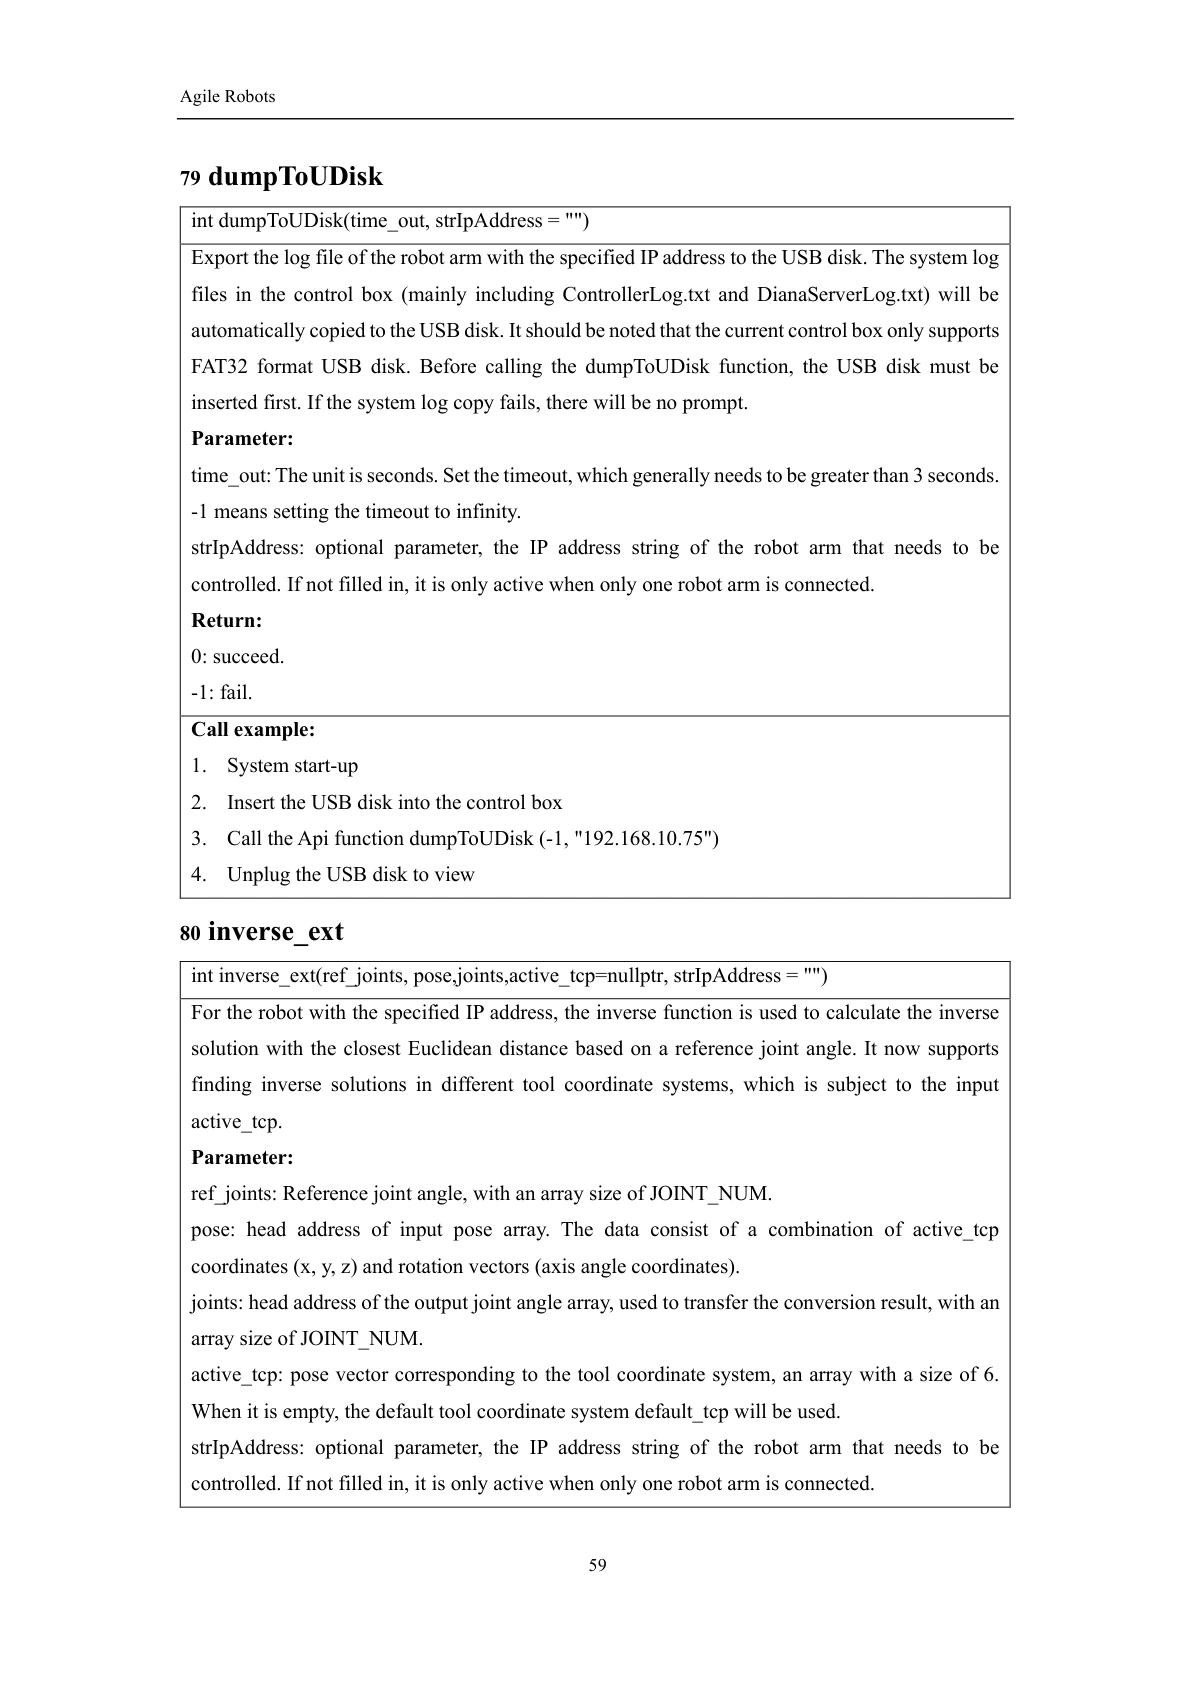 Agile Robots
79 dumpToUDisk
int dumpToUDisk(time_out, strIpAddress = "")
Export the log file of the robot arm with the specified IP address to the USB disk. The system log
files in the control box (mainly including ControllerLog.txt and DianaServerLog.txt) will be
automatically copied to the USB disk. It should be noted that the current control box only supports
FAT32 format USB disk. Before calling the dumpToUDisk function, the USB disk must be
inserted first. If the system log copy fails, there will be no prompt.
Parameter:
time_out: The unit is seconds. Set the timeout, which generally needs to be greater than 3 seconds.
-1 means setting the timeout to infinity.
strIpAddress: optional parameter, the IP address string of the robot arm that needs to be
controlled. If not filled in, it is only active when only one robot arm is connected.
Return:
0: succeed.
-1: fail.
Call example:
1. System start-up
2. Insert the USB disk into the control box
3. Call the Api function dumpToUDisk (-1, "192.168.10.75")
4. Unplug the USB disk to view
80 inverse_ext
int inverse_ext(ref_joints, pose,joints,active_tcp=nullptr, strIpAddress = "")
For the robot with the specified IP address, the inverse function is used to calculate the inverse
solution with the closest Euclidean distance based on a reference joint angle. It now supports
finding inverse solutions in different tool coordinate systems, which is subject to the input
active_tcp.
Parameter:
ref_joints: Reference joint angle, with an array size of JOINT_NUM.
pose: head address of input pose array. The data consist of a combination of active_tcp
coordinates (x, y, z) and rotation vectors (axis angle coordinates).
joints: head address of the output joint angle array, used to transfer the conversion result, with an
array size of JOINT_NUM.
active_tcp: pose vector corresponding to the tool coordinate system, an array with a size of 6.
When it is empty, the default tool coordinate system default_tcp will be used.
strIpAddress: optional parameter, the IP address string of the robot arm that needs to be
controlled. If not filled in, it is only active when only one robot arm is connected.
59